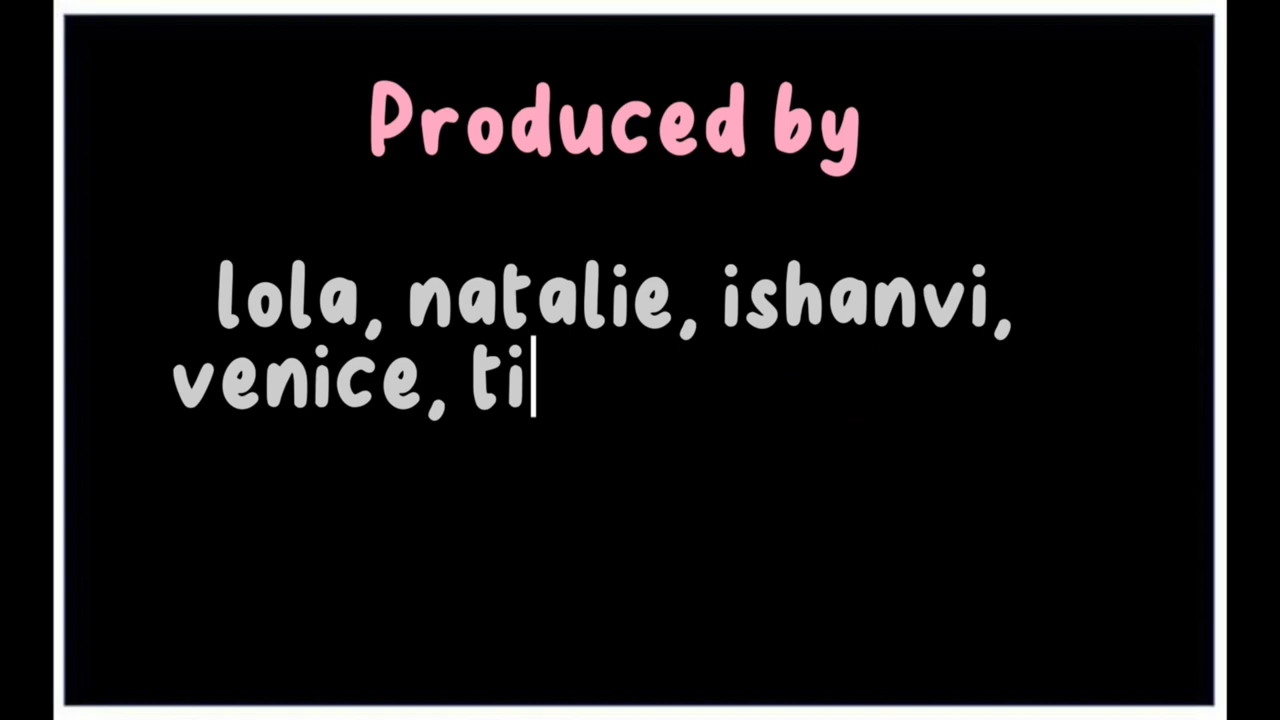 Produced by
lola, natalie, ishanvi,
venice, ti